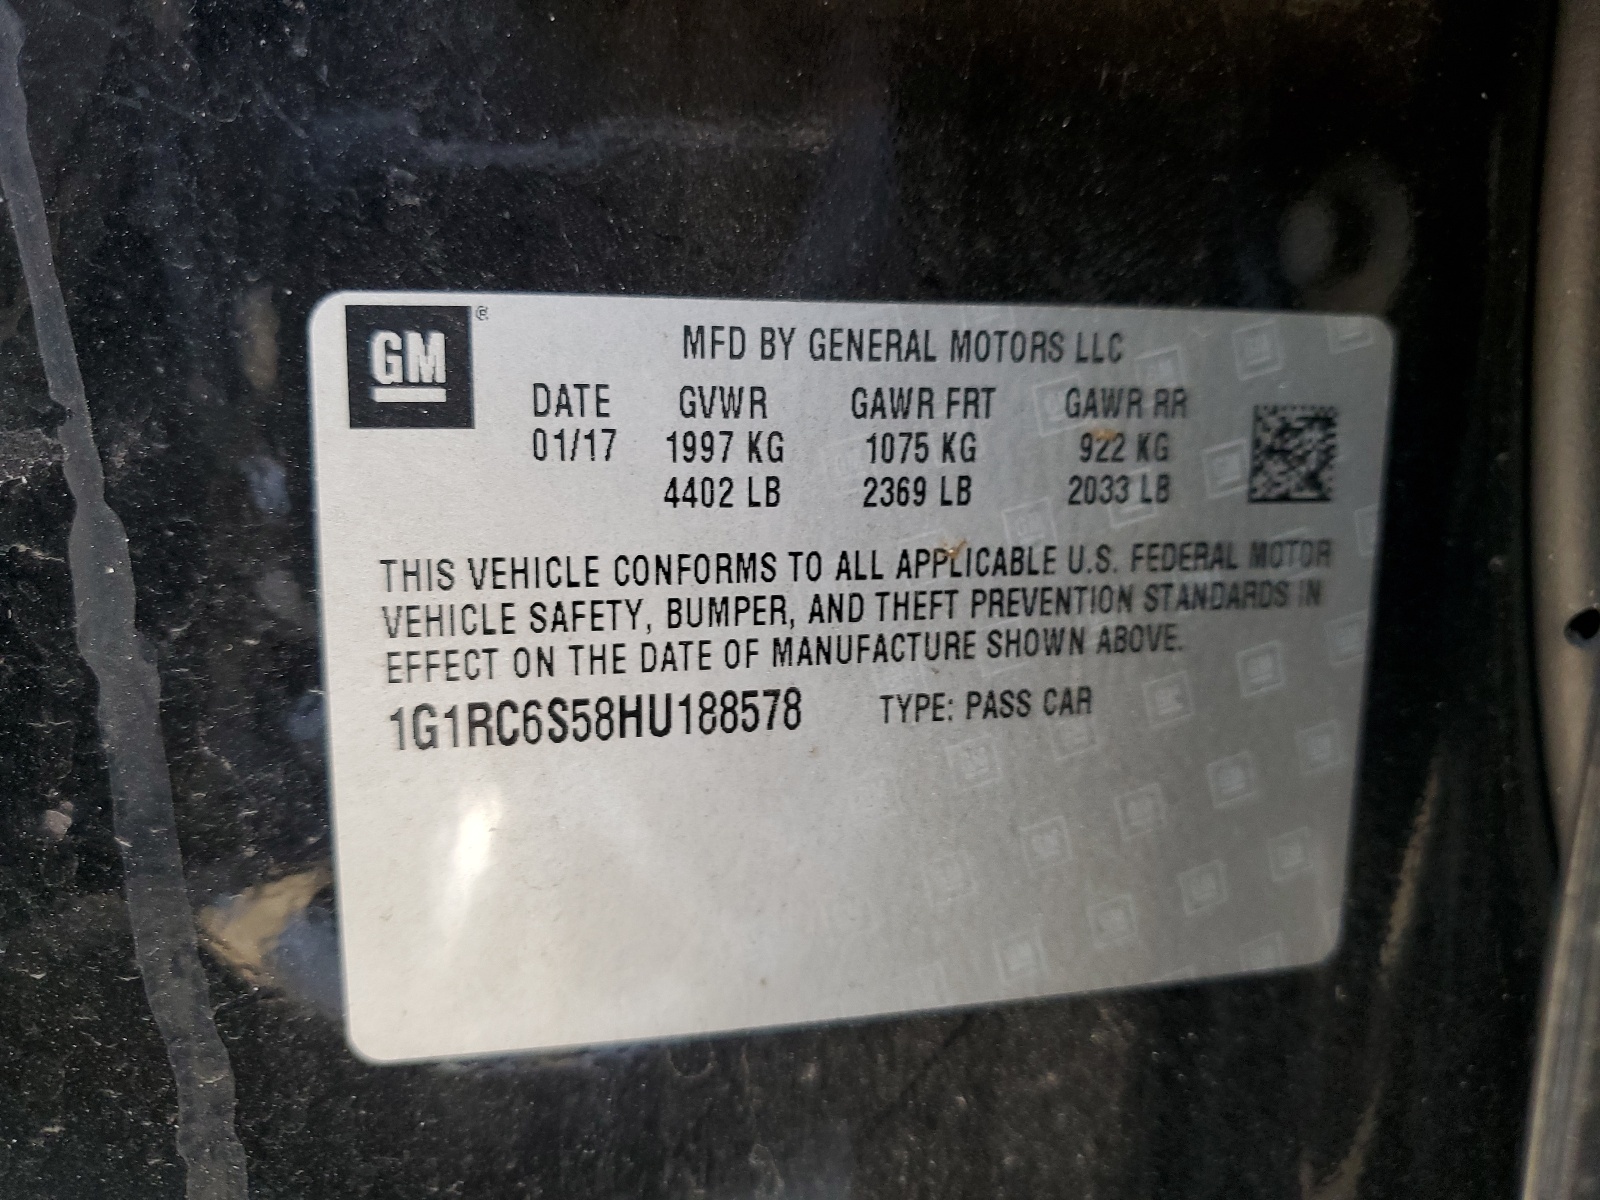 GM ®
MFD BY GENERAL MOTORS LLC
DATE GVWR GAWR FRT GAWR RR
01/17 1997 KG 1075 KG 922 KG
4402 LB 2369 LB 2033 LB
THIS VEHICLE CONFORMS TO ALL APPLICABLE U.S. FEDERAL MOTOR
VEHICLE SAFETY, BUMPER, AND THEFT PREVENTION STANDARDS IN
EFFECT ON THE DATE OF MANUFACTURE SHOWN ABOVE.
1G1RC6S58HU188578 TYPE: PASS CAR